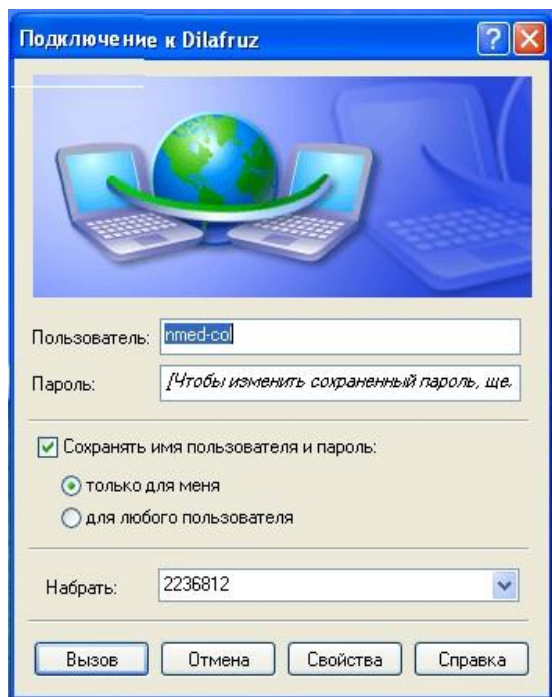 Подключение к Dilafruz
Пользователь: nmed-col
Пароль: [Чтобы изменить сохраненный пароль, ще.
Сохранять имя пользователя и пароль:
только для меня
для любого пользователя
Набрать: 2236812
Вызов Отмена Свойства Справка